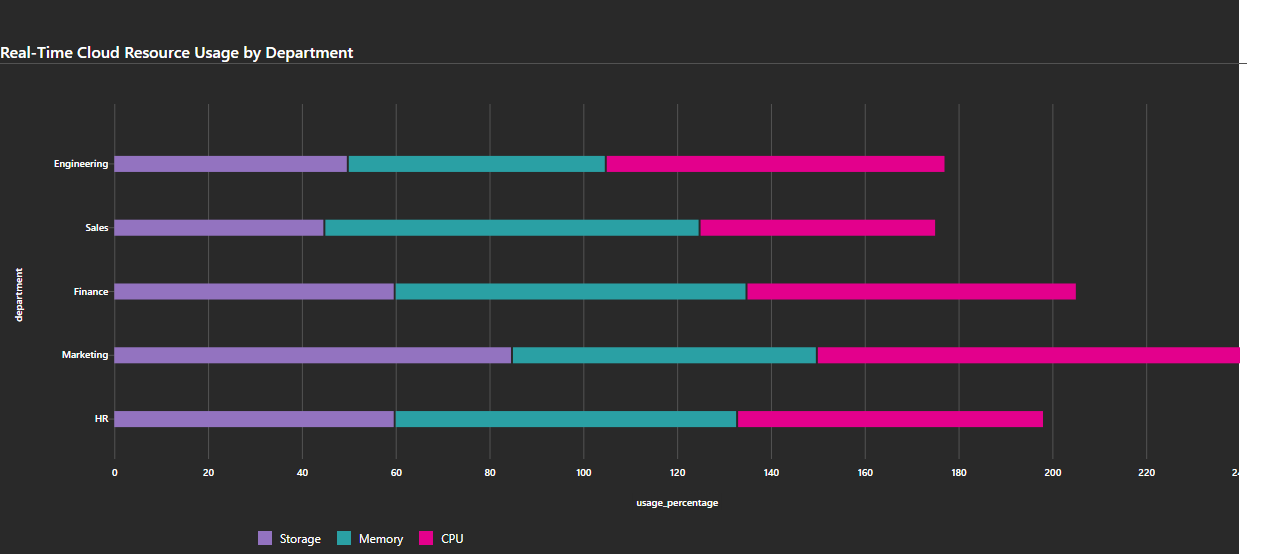 Real-Time Cloud Resource Usage by Department
Engineering
Sales
Finance
Marketing
HR
department
0 20 40 60 80 100 120 140 160 180 200 220
usage_percentage
Storage Memory CPU